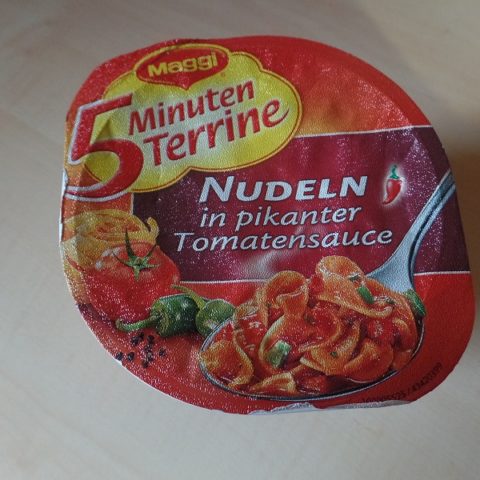 Maggi
5 Minuten
Terrine
NUDELN
in pikanter
Tomatensauce